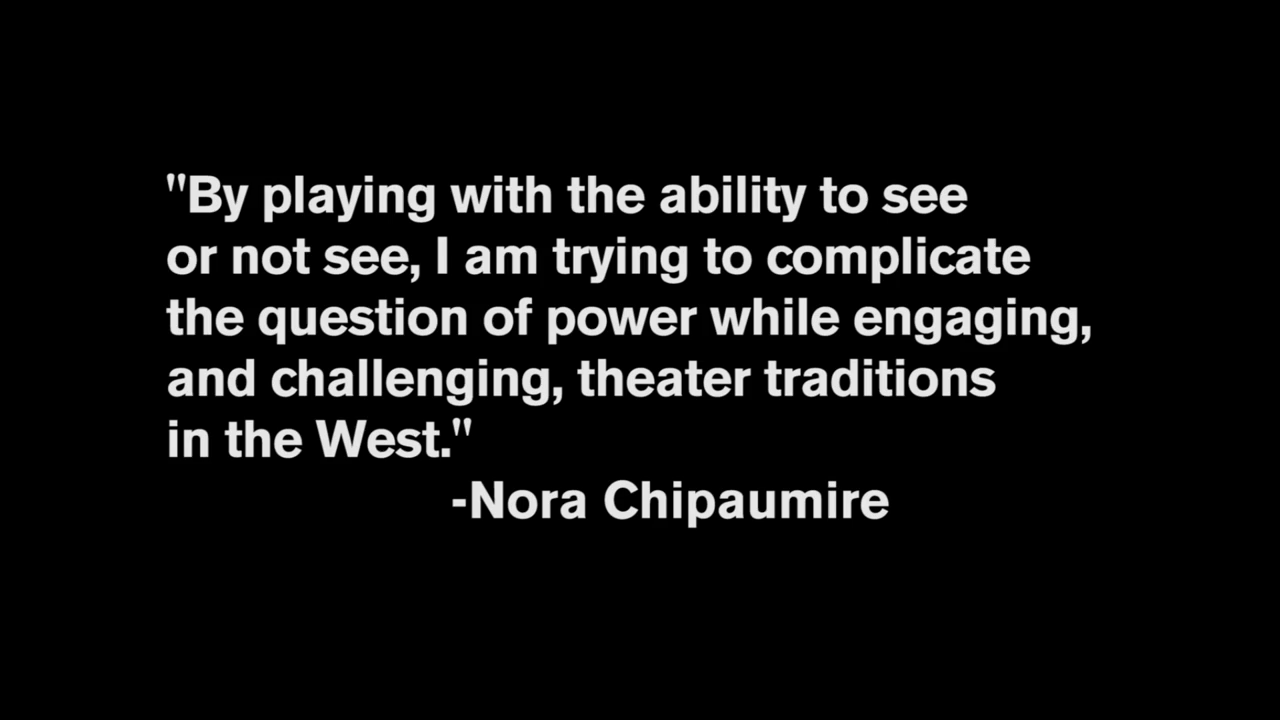 "By playing with the ability to see
or not see, I am trying to complicate
the question of power while engaging,
and challenging, theater traditions
in the West."
-Nora Chipaumire